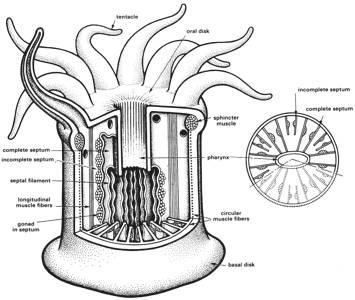 tentacle
oral disk
incomplete septum
complete septum
sphincter
muscle
complete septum
incomplete septum
pharynx
septal filament
longitudinal
muscle fibers
gonad
in septum
circular
muscle fibers
basal disk